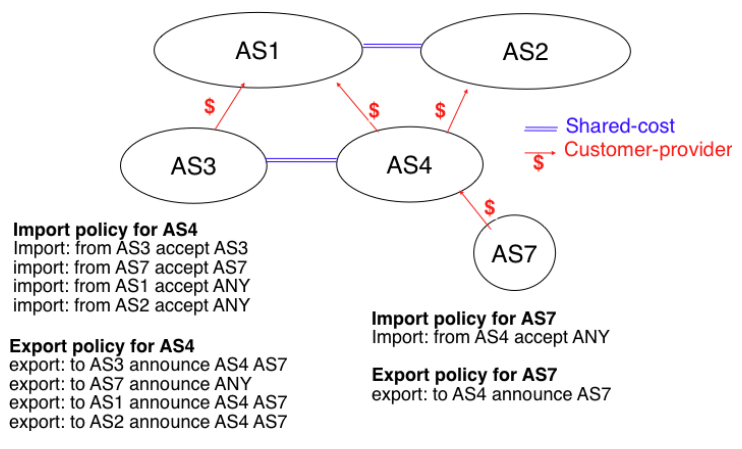 AS1
AS2
$
$
$
Shared-cost
Customer-provider
$
AS3
AS4
$
AS7
Import policy for AS4
Import: from AS3 accept AS3
import: from AS7 accept AS7
import: from AS1 accept ANY
import: from AS2 accept ANY
Export policy for AS4
export: to AS3 announce AS4 AS7
export: to AS7 announce ANY
export: to AS1 announce AS4 AS7
export: to AS2 announce AS4 AS7
Import policy for AS7
Import: from AS4 accept ANY
Export policy for AS7
export: to AS4 announce AS7